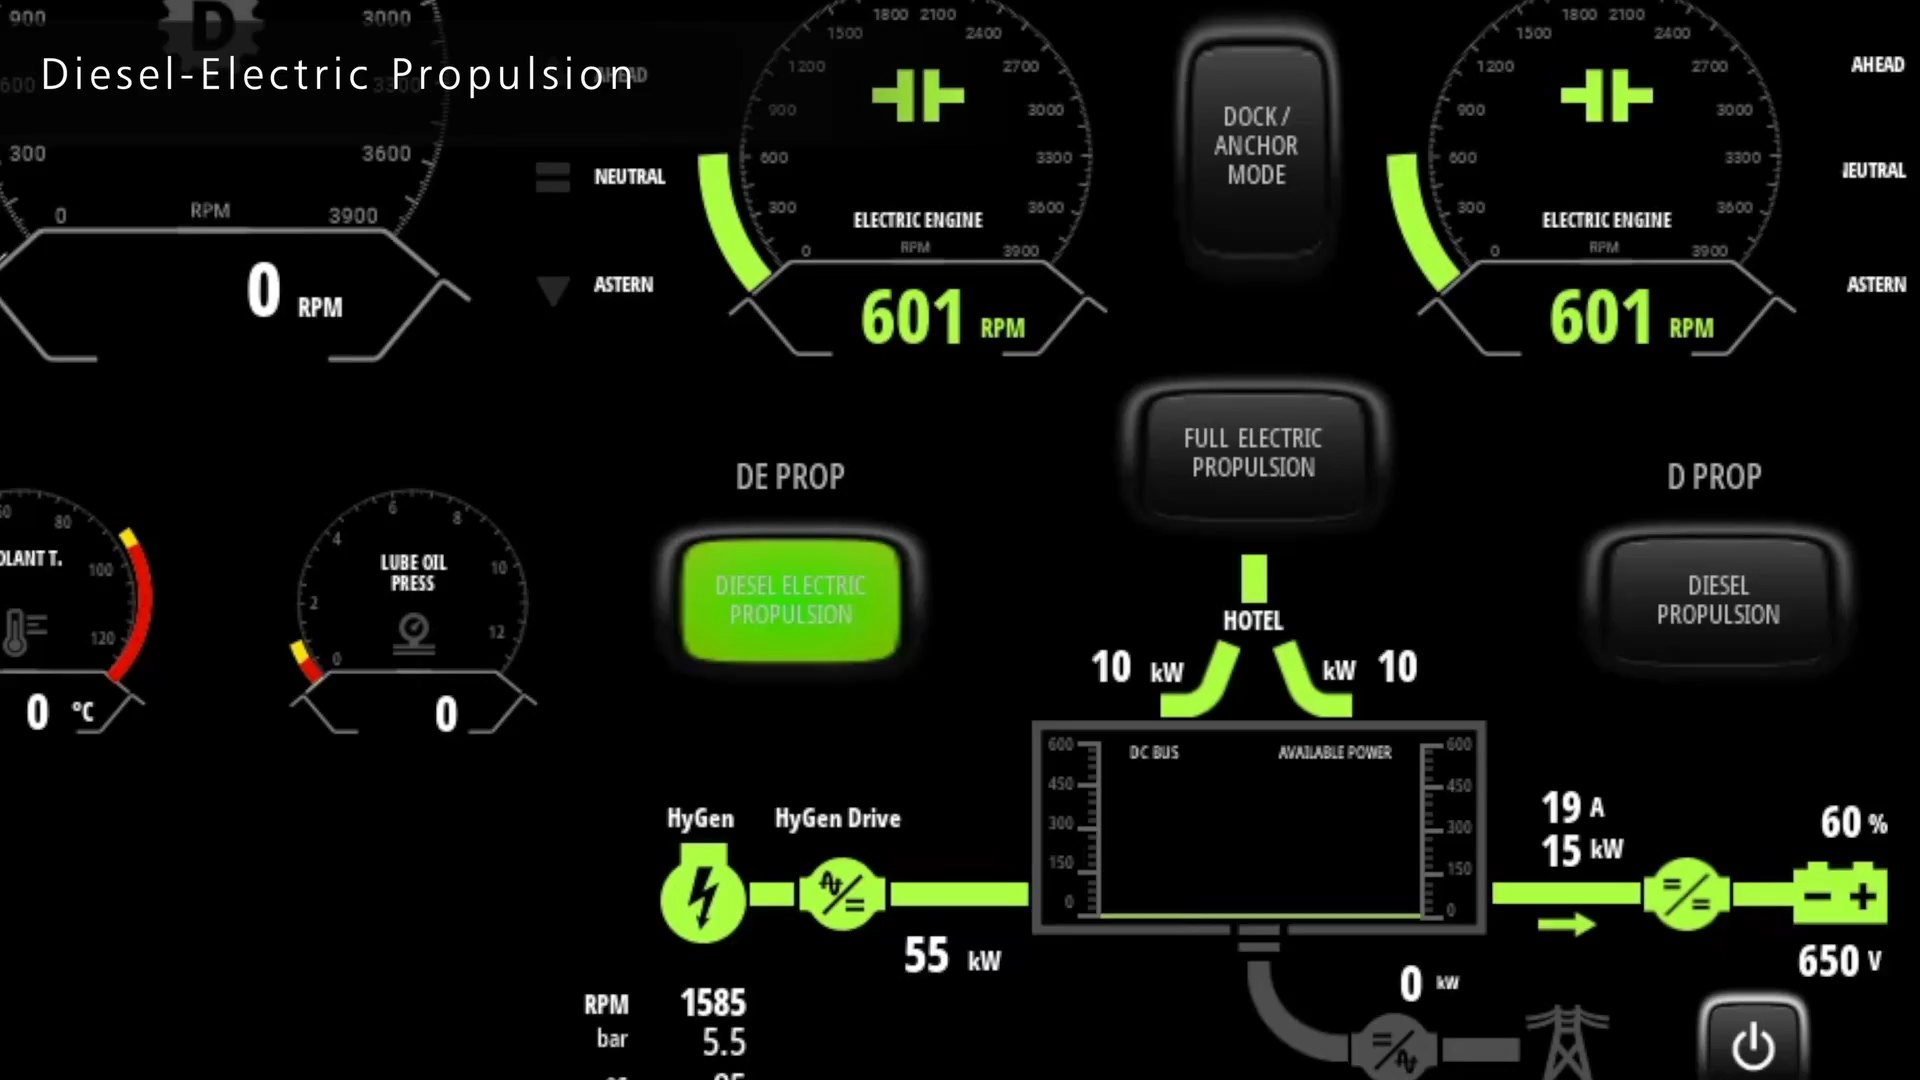 Diesel-Electric Propulsion
D
900
3000
600
3300
300
3600
0
RPM
3900
0 RPM
AHEAD
NEUTRAL
ASTERN
1800 2100
1500
2400
1200
2700
900
3000
600
3300
300
3600
ELECTRIC ENGINE
0
RPM
3900
601 RPM
DOCK /
ANCHOR
MODE
1800 2100
1500
2400
1200
2700
900
3000
600
3300
300
3600
ELECTRIC ENGINE
0
RPM
3900
601 RPM
AHEAD
EUTRAL
ASTERN
80
OLANT T.
100
120
0 °C
6
8
4
10
LUBE OIL
PRESS
2
12
0
0
DE PROP
DIESEL ELECTRIC
PROPULSION
FULL ELECTRIC
PROPULSION
D PROP
DIESEL
PROPULSION
HOTEL
10 kW
kW 10
DC BUS
AVAILABLE POWER
600
450
300
150
0
600
450
300
150
0
HyGen
HyGen Drive
55 kW
19 A
15 kW
60 %
650 V
0 kW
RPM 1585
bar 5.5